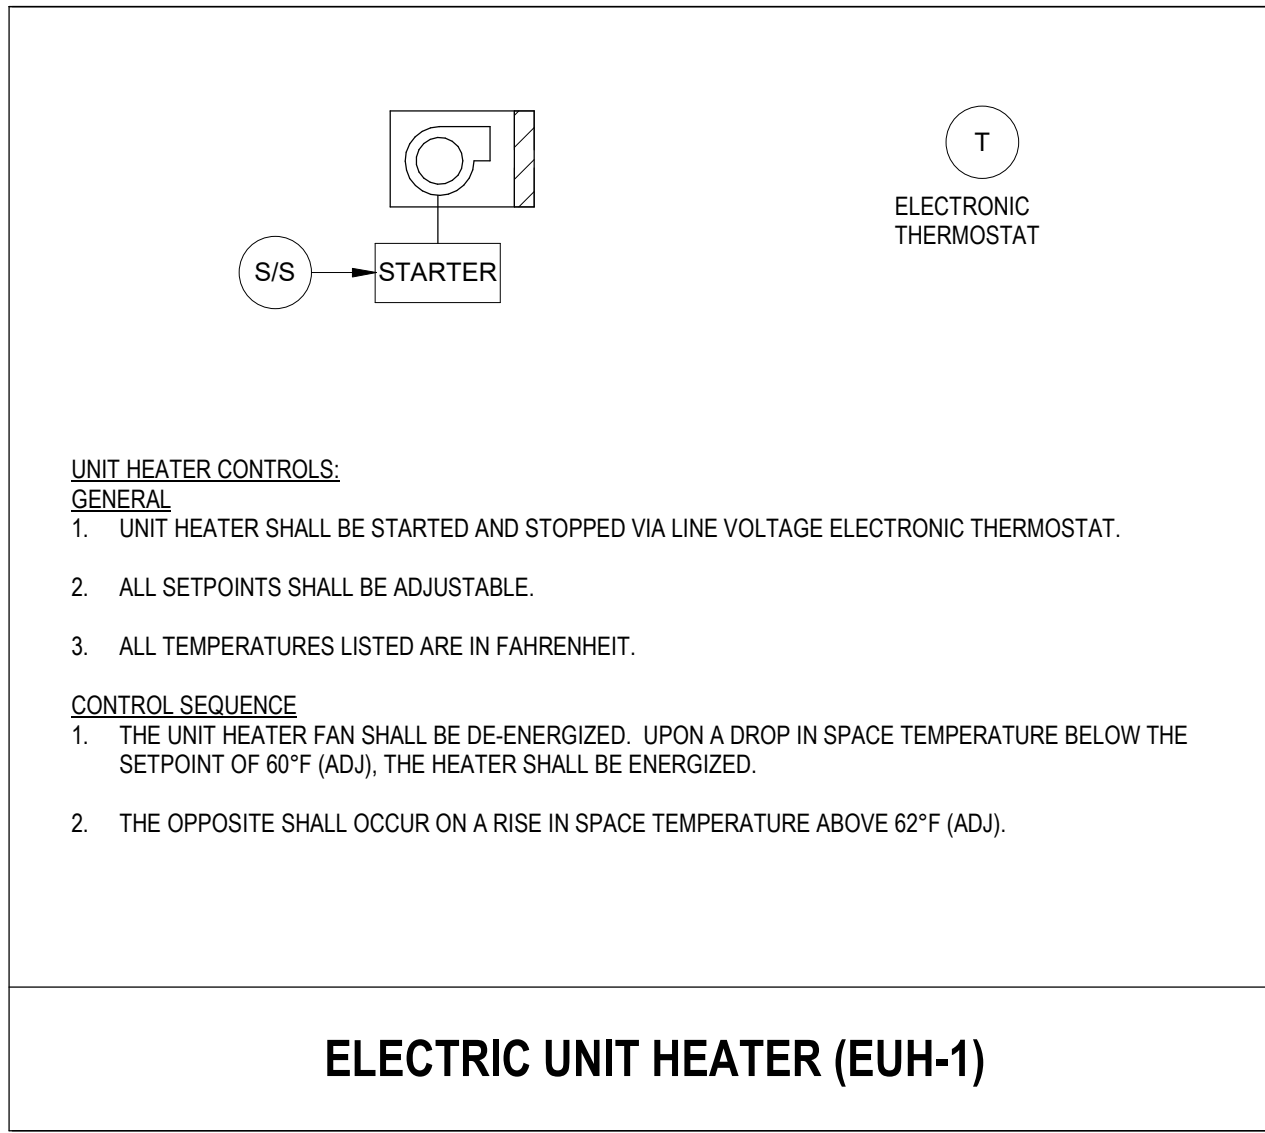 T
ELECTRONIC
THERMOSTAT
S/S
STARTER
UNIT HEATER CONTROLS:
GENERAL
1. UNIT HEATER SHALL BE STARTED AND STOPPED VIA LINE VOLTAGE ELECTRONIC THERMOSTAT.
2. ALL SETPOINTS SHALL BE ADJUSTABLE.
3. ALL TEMPERATURES LISTED ARE IN FAHRENHEIT.
CONTROL SEQUENCE
1. THE UNIT HEATER FAN SHALL BE DE-ENERGIZED. UPON A DROP IN SPACE TEMPERATURE BELOW THE
SETPOINT OF 60°F (ADJ), THE HEATER SHALL BE ENERGIZED.
2. THE OPPOSITE SHALL OCCUR ON A RISE IN SPACE TEMPERATURE ABOVE 62°F (ADJ).
ELECTRIC UNIT HEATER (EUH-1)